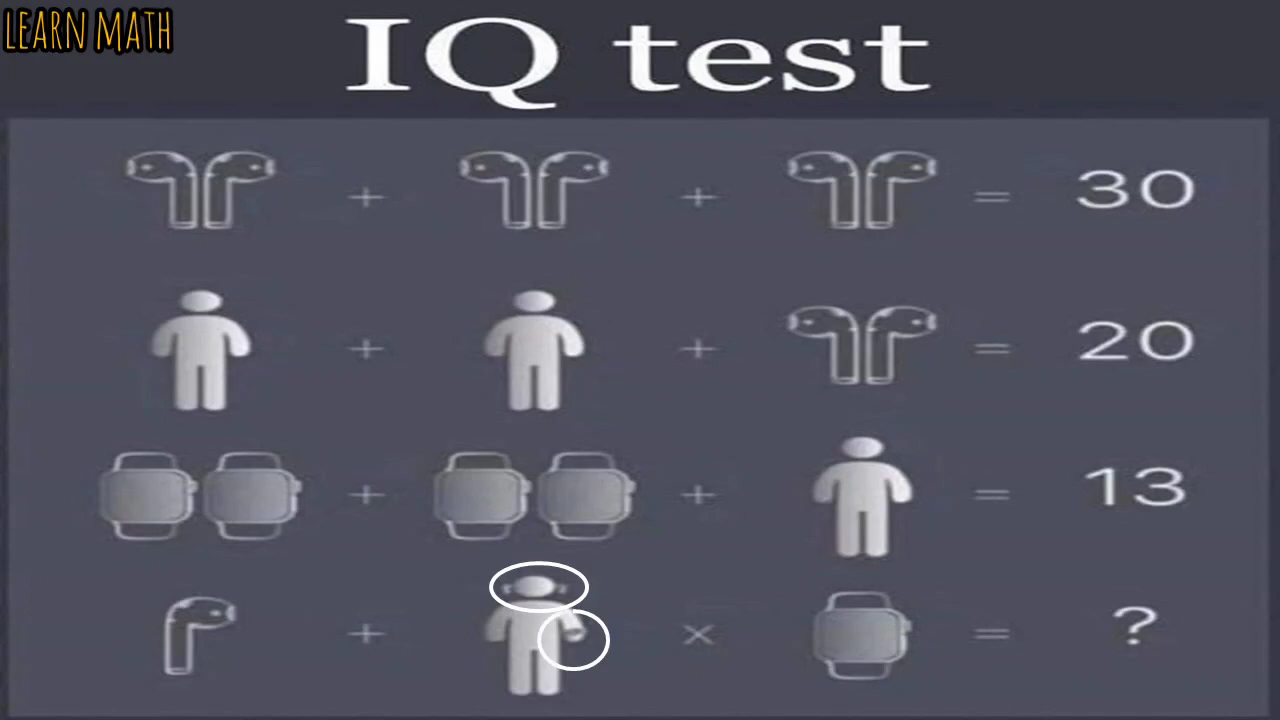 LEARN MATH
IQ test
+ + = 30
+ + = 20
+ + = 13
+ × = ?